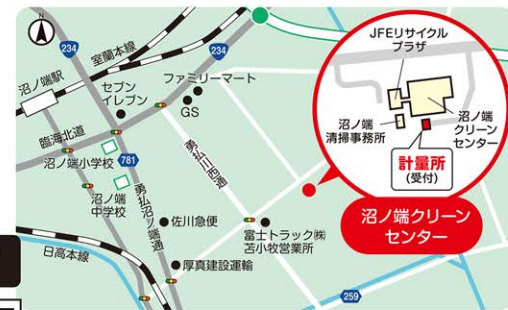 234
室蘭本線
234
沼ノ端駅
セブン
イレブン
ファミリーマート
GS
臨海北道
沼ノ端小学校
781
勇払川西通
沼ノ端
中学校
勇払沼ノ端通
佐川急便
富士トラック㈱
苫小牧営業所
日高本線
厚真建設運輸
259
JFEリサイクル
プラザ
沼ノ端
清掃事務所
沼ノ端
クリーン
センター
計量所
(受付)
沼ノ端クリーン
センター